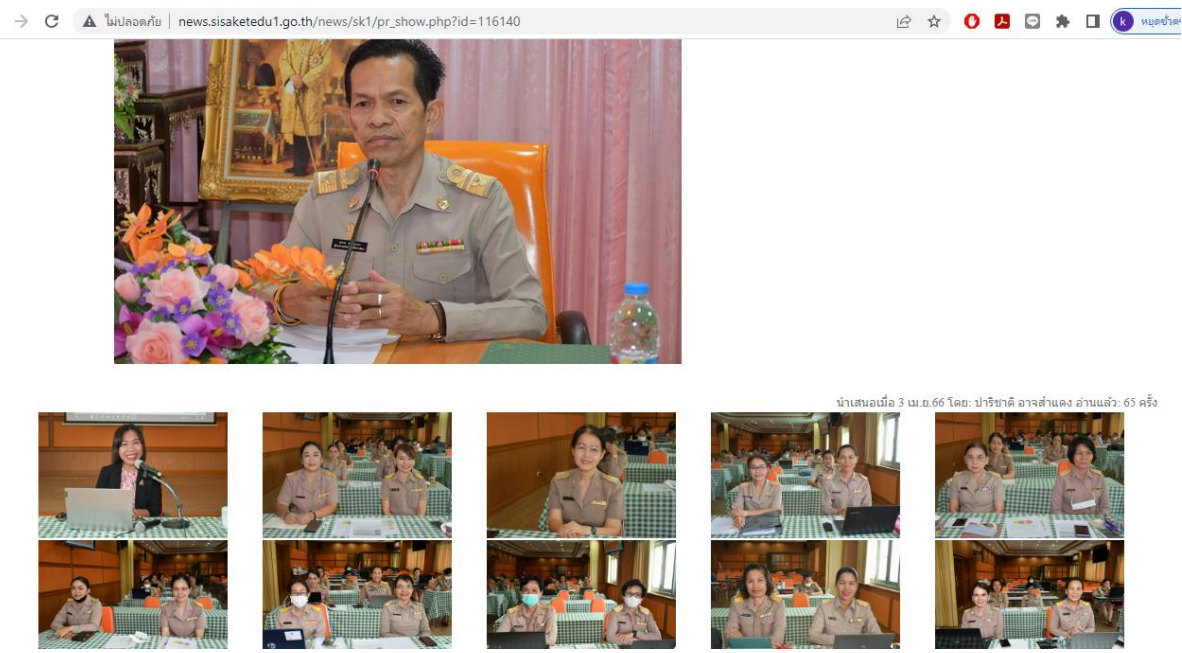 ไม่ปลอดภัย | news.sisaketedu1.go.th/news/sk1/pr_show.php?id=116140
k
นำเสนอเมื่อ 3 เม.ย.66 โดย: ปาริชาติ อาจสำแดง อ่านแล้ว: 65 ครั้ง